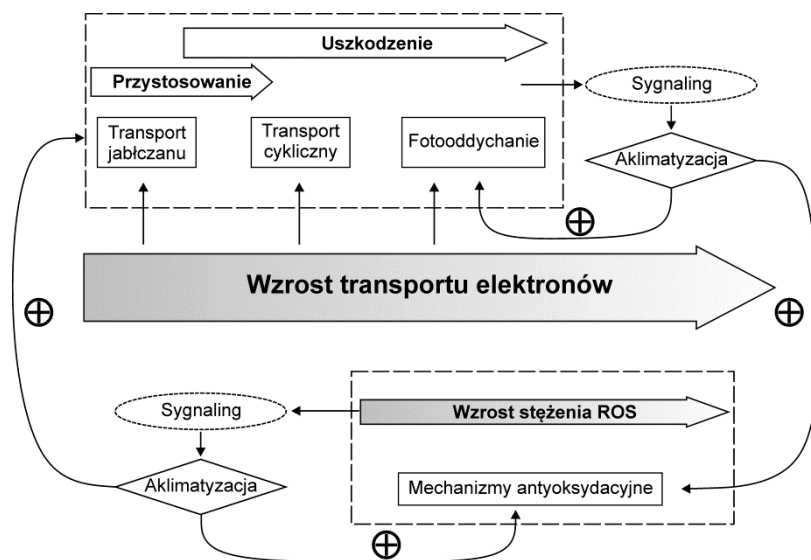 Uszkodzenie
Przystosowanie
Sygnaling
Transport
jabłczanu
Transport
cykliczny
Fotooddychanie
Aklimatyzacja
Wzrost transportu elektronów
Sygnaling
Wzrost stężenia ROS
Aklimatyzacja
Mechanizmy antyoksydacyjne